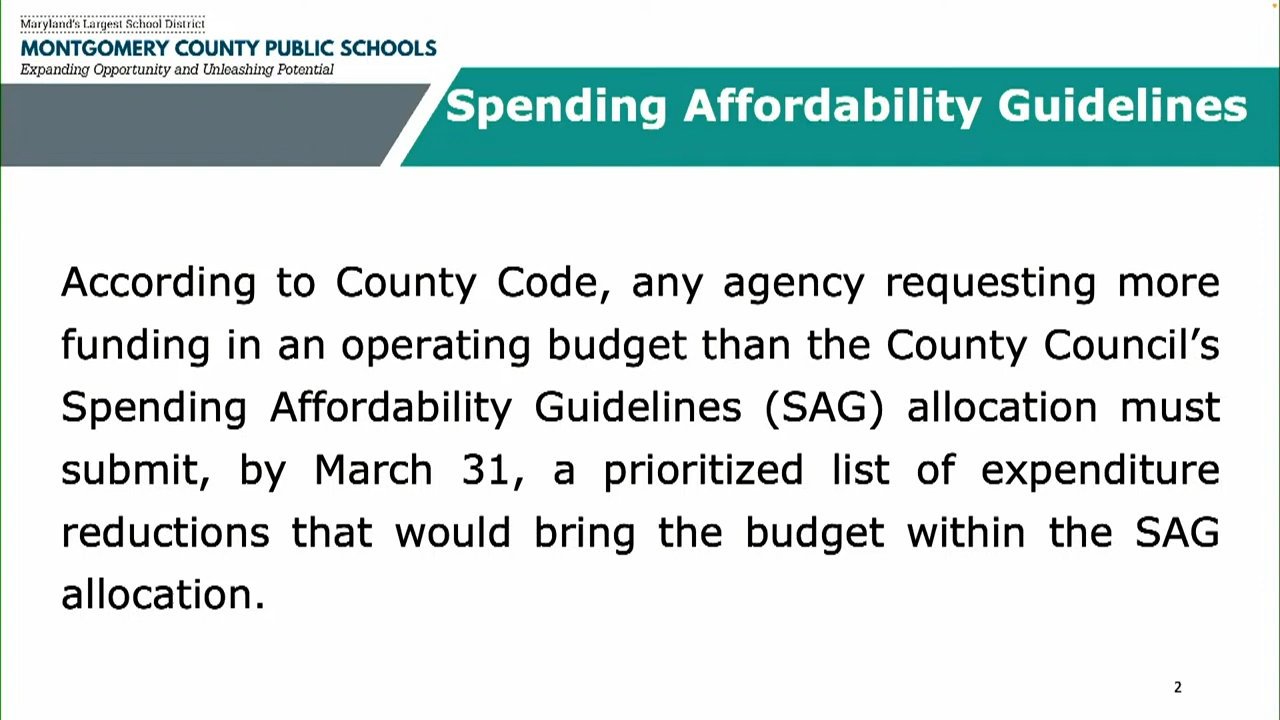 Maryland's Largest School District
MONTGOMERY COUNTY PUBLIC SCHOOLS
Expanding Opportunity and Unleashing Potential
Spending Affordability Guidelines
According to County Code, any agency requesting more
funding in an operating budget than the County Council’s
Spending Affordability Guidelines (SAG) allocation must
submit, by March 31, a prioritized list of expenditure
reductions that would bring the budget within the SAG
allocation.
2